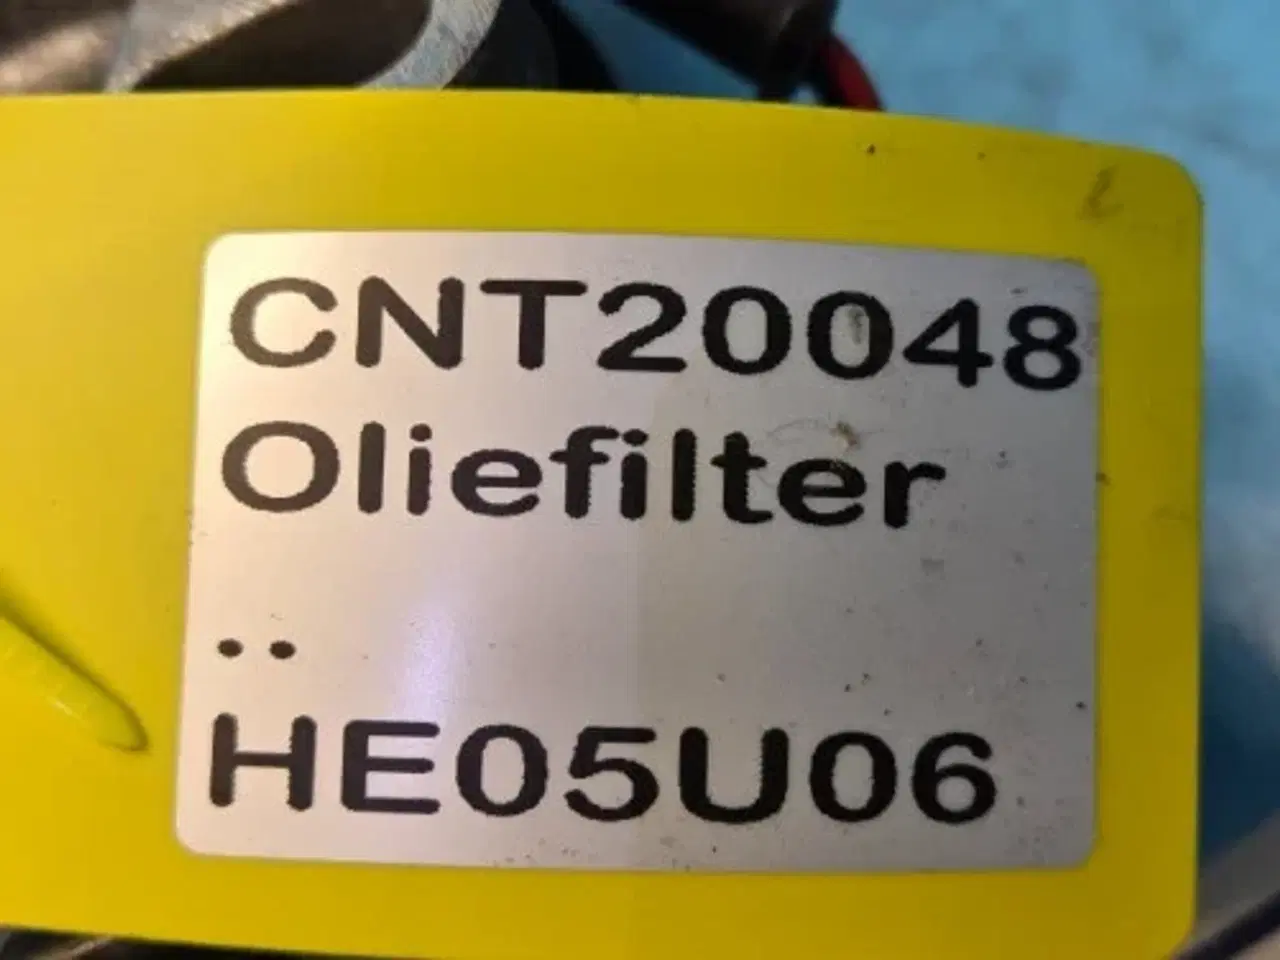 CNT20048
Oliefilter
..
HE05U06